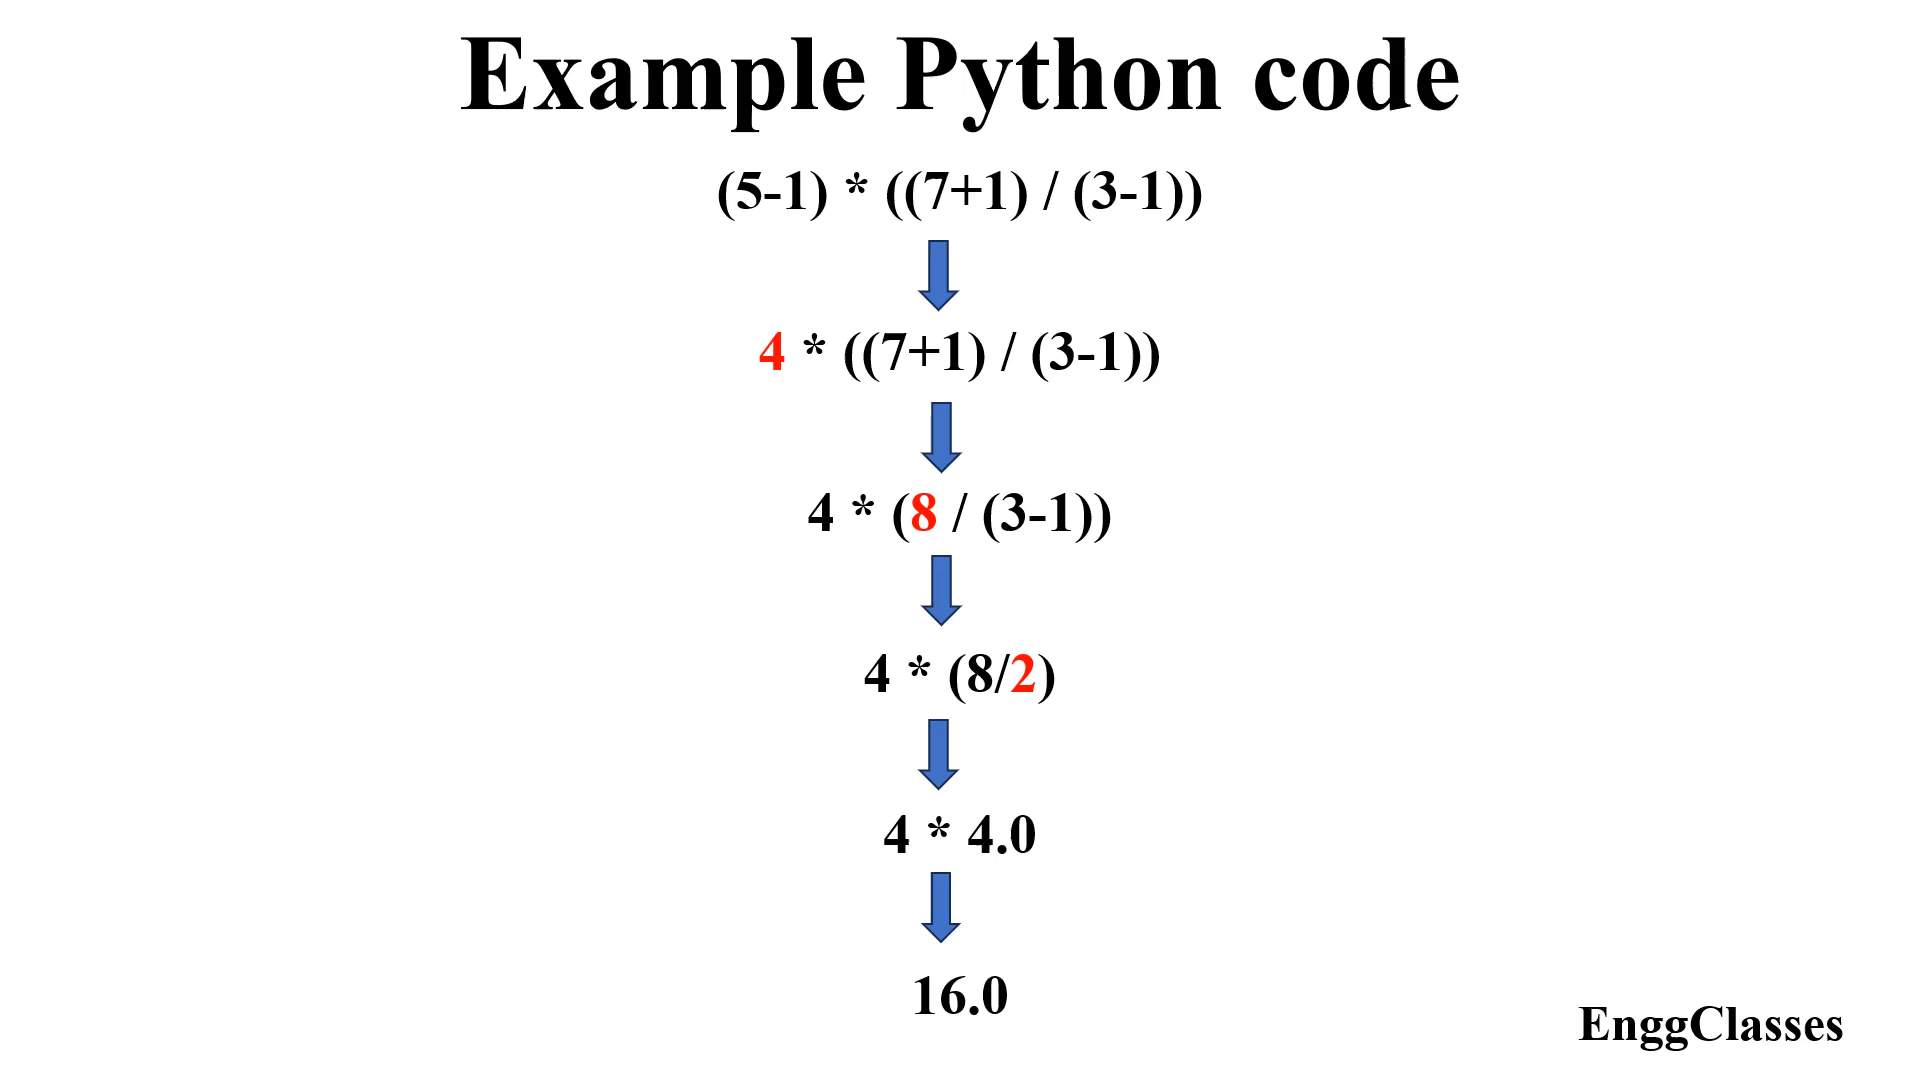 Example Python code
(5-1) * ((7+1) / (3-1))
4 * ((7+1) / (3-1))
4 * (8 / (3-1))
4 * (8/2)
4 * 4.0
16.0
EnggClasses